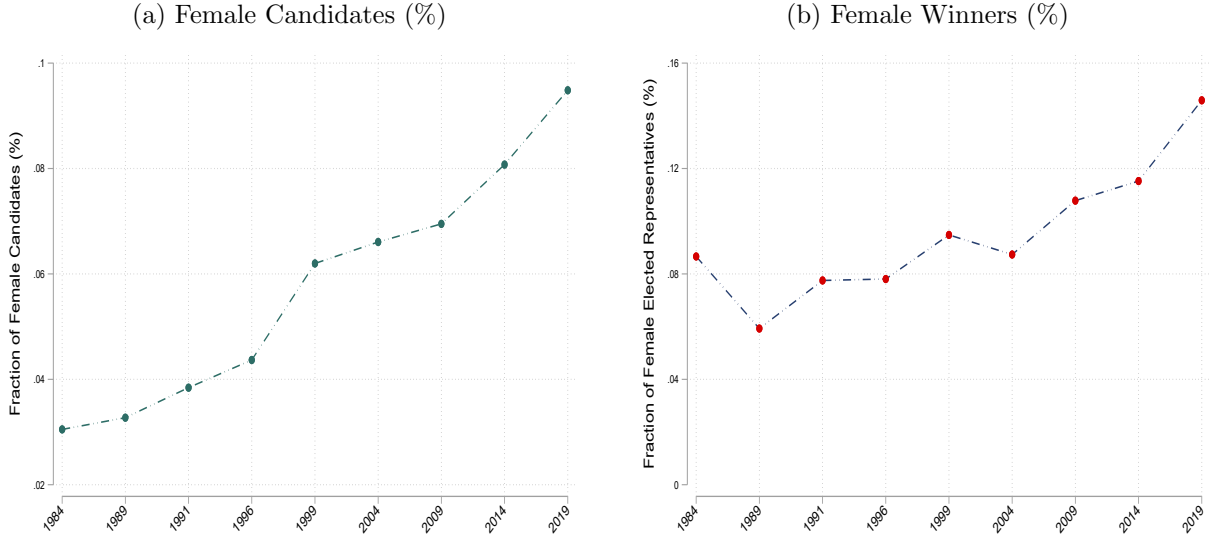 (a) Female Candidates (%)
Fraction of Female Candidates (%)
.1
.08
.06
.04
.02
1984 1989 1991 1996 1999 2004 2009 2014 2019
(b) Female Winners (%)
Fraction of Female Elected Representatives (%)
.16
.12
.08
.04
0
1984 1989 1991 1996 1999 2004 2009 2014 2019